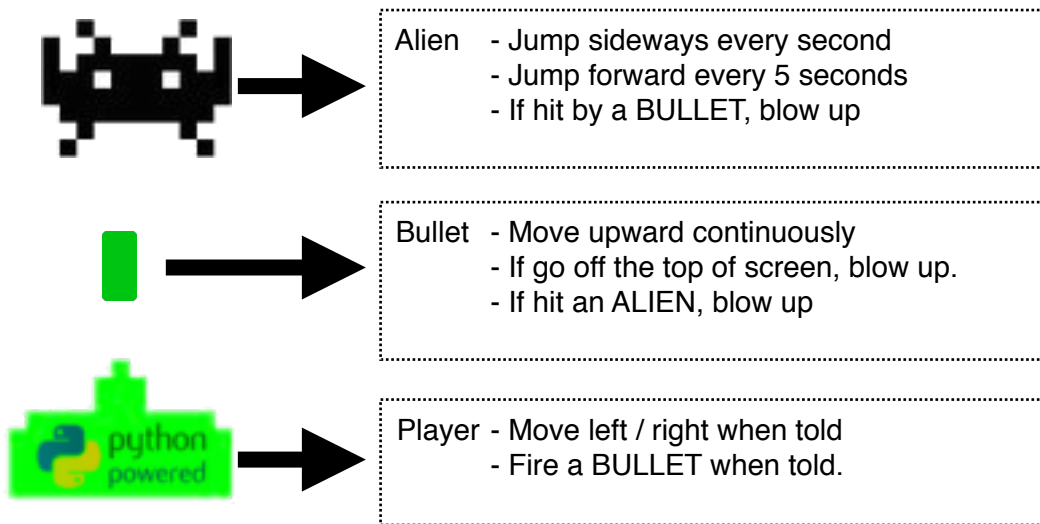 Alien - Jump sideways every second
- Jump forward every 5 seconds
- If hit by a BULLET, blow up
Bullet - Move upward continuously
- If go off the top of screen, blow up.
- If hit an ALIEN, blow up
python
powered
Player - Move left / right when told
- Fire a BULLET when told.